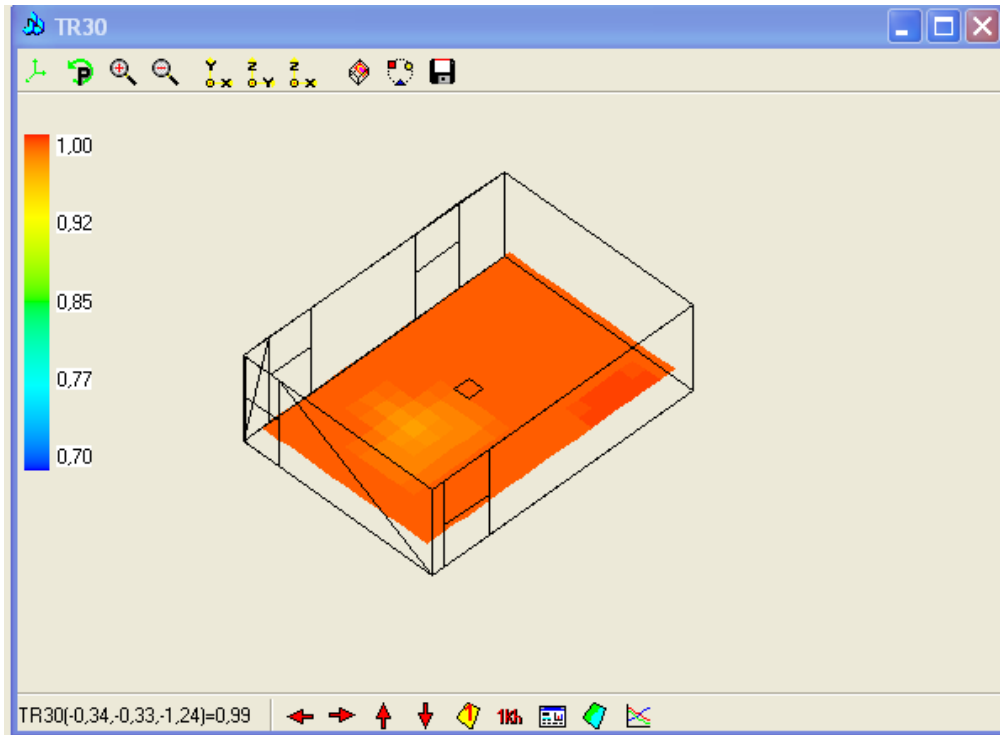 TR30
P
Y
X
Z
Y
Z
X
1,00
0,92
0,85
0,77
0,70
TR30(-0,34,-0,33,-1,24)=0,99
1Kh